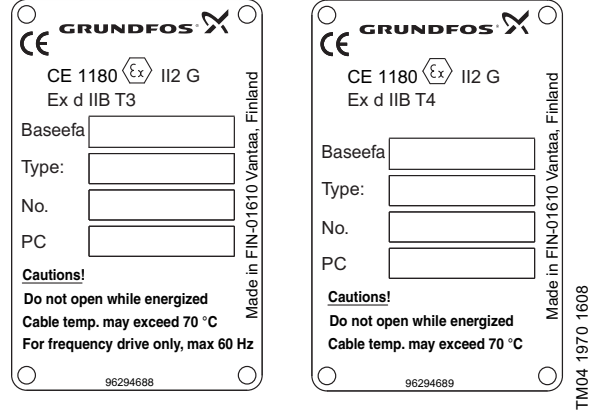 GRUNDFOS
CE
CE 1180 Ex II2 G
Ex d IIB T3
Baseefa
Type:
No.
PC
Cautions!
Do not open while energized
Cable temp. may exceed 70 °C
For frequency drive only, max 60 Hz
96294688
Made in FIN-01610 Vantaa, Finland
GRUNDFOS
CE
CE 1180 Ex II2 G
Ex d IIB T4
Baseefa
Type:
No.
PC
Cautions!
Do not open while energized
Cable temp. may exceed 70 °C
96294689
Made in FIN-01610 Vantaa, Finland
TM04 1970 1608